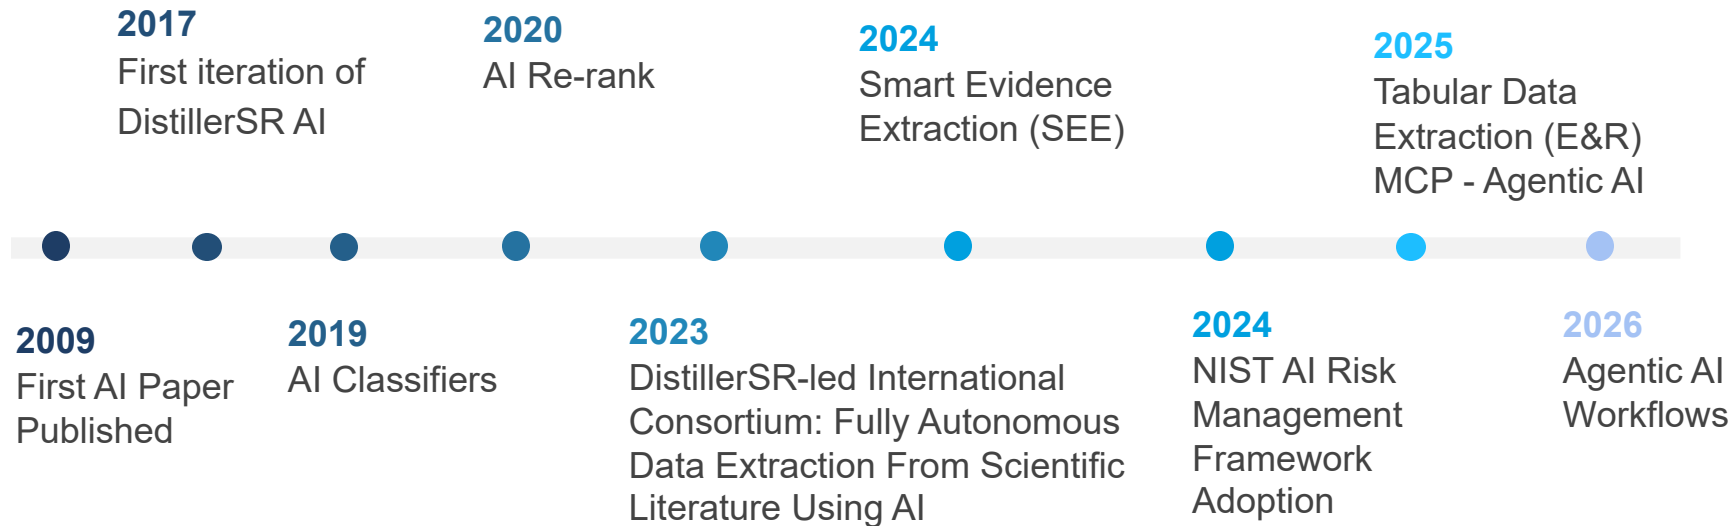 2017
First iteration of
DistillerSR AI
2020
AI Re-rank
2024
Smart Evidence
Extraction (SEE)
2025
Tabular Data
Extraction (E&R)
MCP - Agentic AI
2009
First AI Paper
Published
2019
AI Classifiers
2023
DistillerSR-led International
Consortium: Fully Autonomous
Data Extraction From Scientific
Literature Using AI
2024
NIST AI Risk
Management
Framework
Adoption
2026
Agentic AI
Workflows